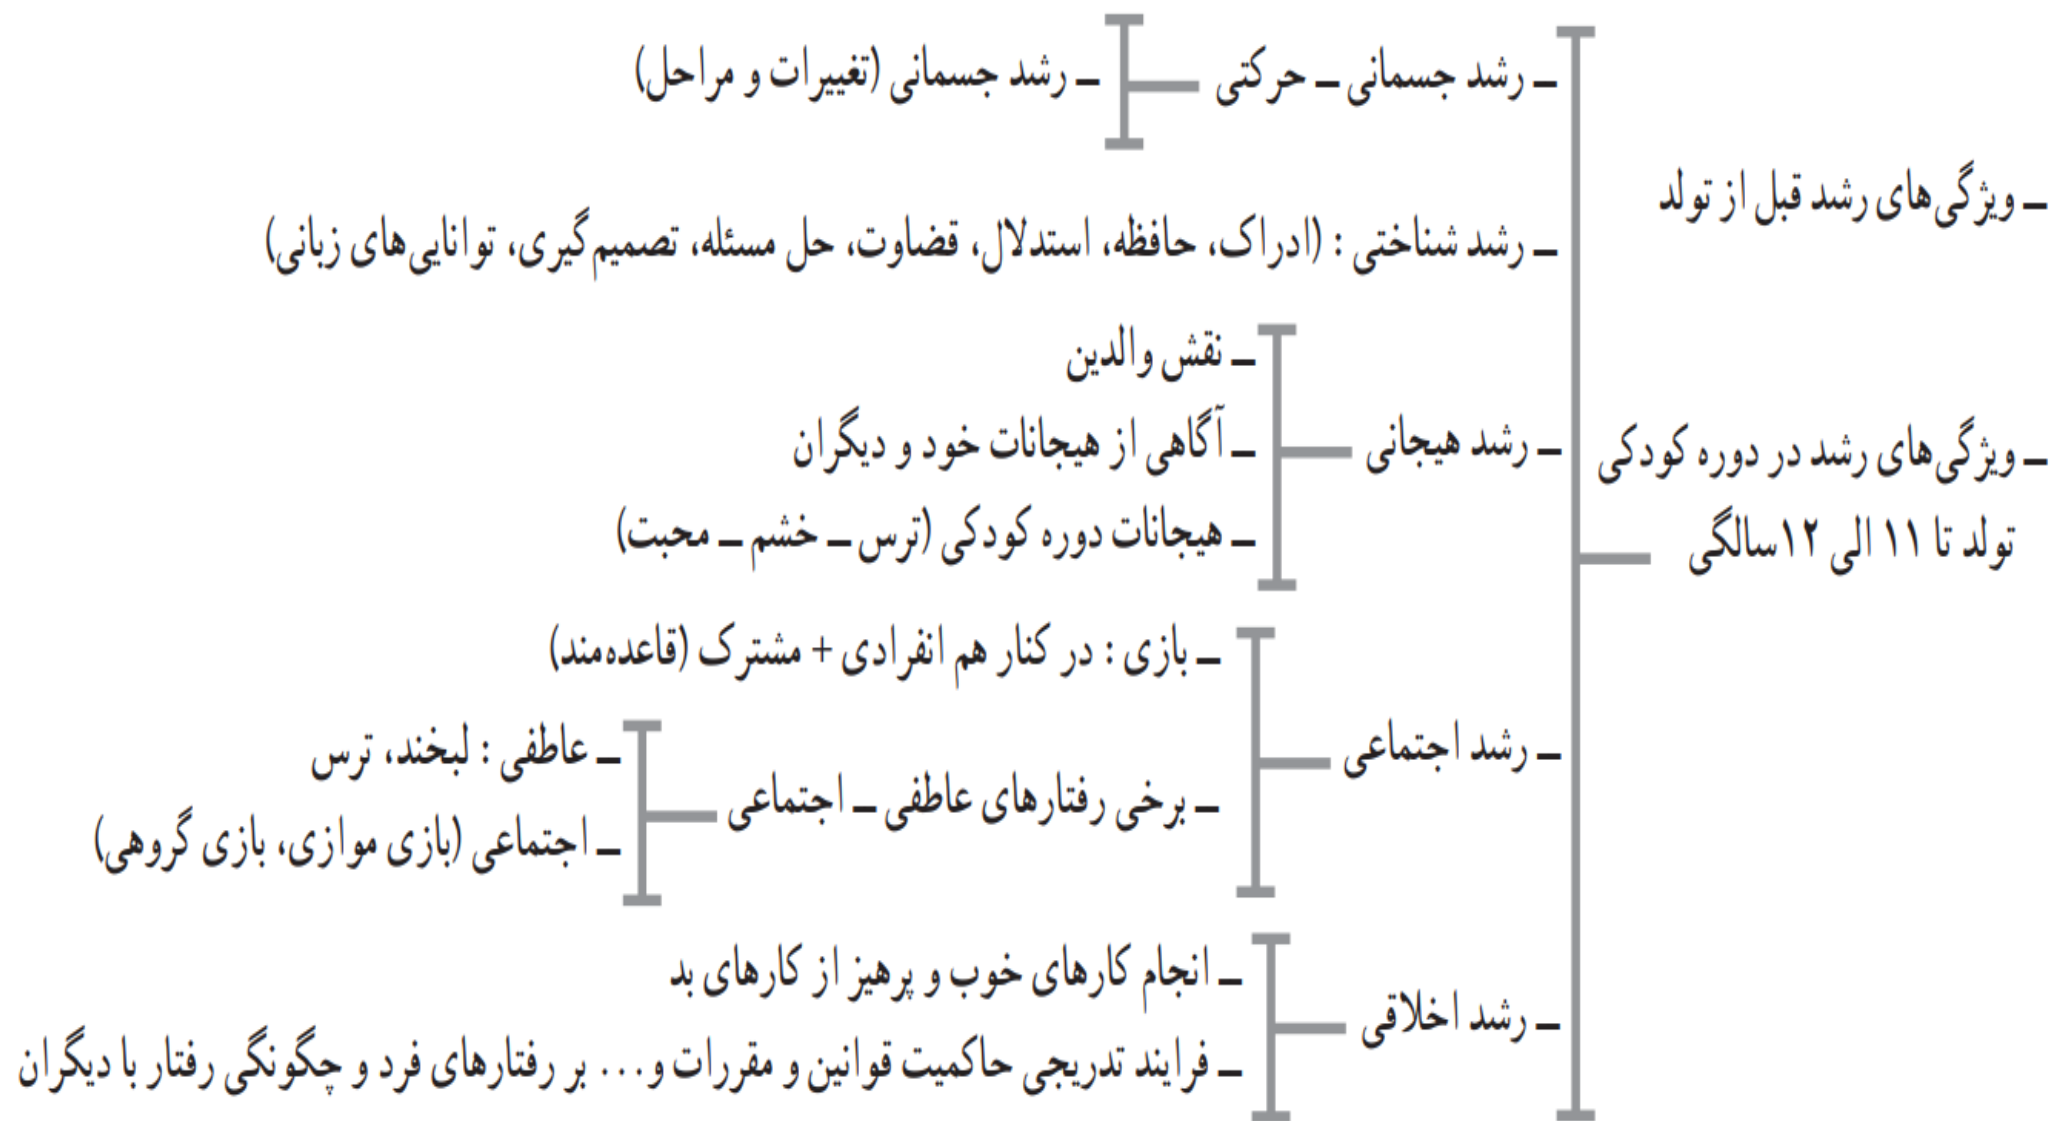 ـ ویژگی‌های رشد قبل از تولد
ـ ویژگی‌های رشد در دوره کودکی
تولد تا ۱۱ الی ۱۲سالگی
ـ رشد جسمانی ـ حرکتی
ـ رشد جسمانی (تغییرات و مراحل)
ـ رشد شناختی : (ادراک، حافظه، استدلال، قضاوت، حل مسئله، تصمیم‌گیری، توانایی‌های زبانی)
ـ رشد هیجانی
ـ نقش والدین
ـ آگاهی از هیجانات خود و دیگران
ـ هیجانات دوره کودکی (ترس ـ خشم ـ محبت)
ـ رشد اجتماعی
ـ بازی : در کنار هم انفرادی + مشترک (قاعده‌مند)
ـ برخی رفتارهای عاطفی ـ اجتماعی
ـ عاطفی : لبخند، ترس
ـ اجتماعی (بازی موازی، بازی گروهی)
ـ رشد اخلاقی
ـ انجام کارهای خوب و پرهیز از کارهای بد
ـ فرایند تدریجی حاکمیت قوانین و مقررات و... بر رفتارهای فرد و چگونگی رفتار با دیگران